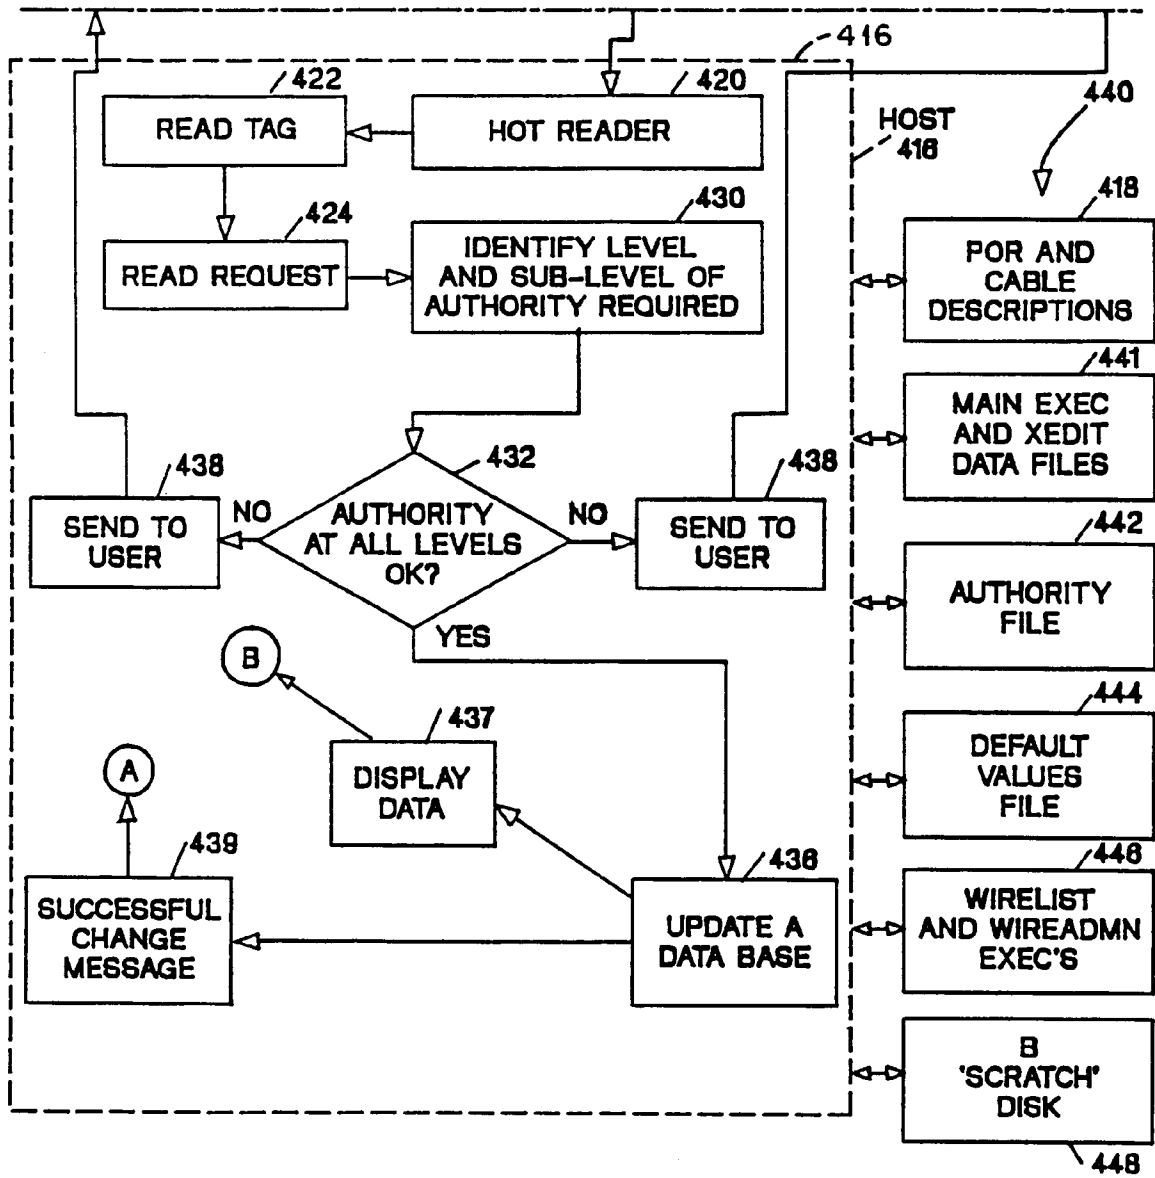 416
422
READ TAG
420
HOT READER
HOST
416
440
424
READ REQUEST
430
IDENTIFY LEVEL
AND SUB-LEVEL OF
AUTHORITY REQUIRED
418
POR AND
CABLE
DESCRIPTIONS
441
MAIN EXEC
AND XEDIT
DATA FILES
438
SEND TO
USER
NO
432
AUTHORITY
AT ALL LEVELS
OK?
NO
438
SEND TO
USER
YES
442
AUTHORITY
FILE
B
437
DISPLAY
DATA
444
DEFAULT
VALUES
FILE
A
439
SUCCESSFUL
CHANGE
MESSAGE
436
UPDATE A
DATA BASE
446
WIRELIST
AND WIREADMN
EXEC'S
B
'SCRATCH'
DISK
448